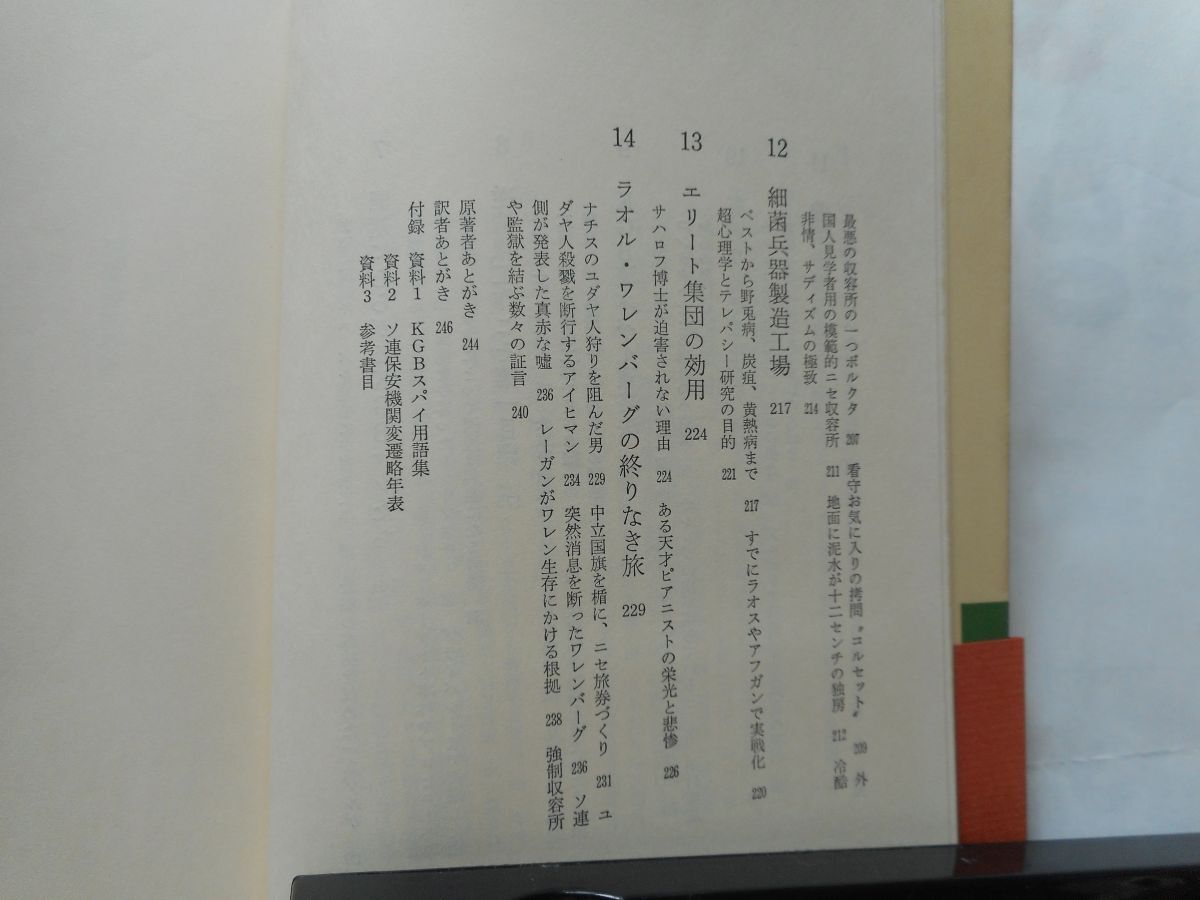 最悪の収容所の一つボルクタ 207 看守お気に入りの拷問〝コルセット〟 209 外
国人見学者用の模範的ニセ収容所 211 地面に泥水が十二センチの独房 212 冷酷
非情、サディズムの極致 214
12 細菌兵器製造工場 217
ペストから野兎病、炭疽、黄熱病まで 217 すでにラオスやアフガンで実戦化 220
超心理学とテレパシー研究の目的 221
13 エリート集団の効用 224
サハロフ博士が迫害されない理由 224 ある天才ピアニストの栄光と悲惨 226
14 ラオル・ワレンバーグの終りなき旅 229
ナチスのユダヤ人狩りを阻んだ男 229 中立国旗を楯に、ニセ旅券づくり 231 ユ
ダヤ人殺戮を断行するアイヒマン 234 突然消息を断ったワレンバーグ 236 ソ連
側が発表した真赤な嘘 236 レーガンがワレン生存にかける根拠 238 強制収容所
や監獄を結ぶ数々の証言 240
原著者あとがき 244
訳者あとがき 246
付録 資料1 KGBスパイ用語集
資料2 ソ連保安機関変遷略年表
資料3 参考書目